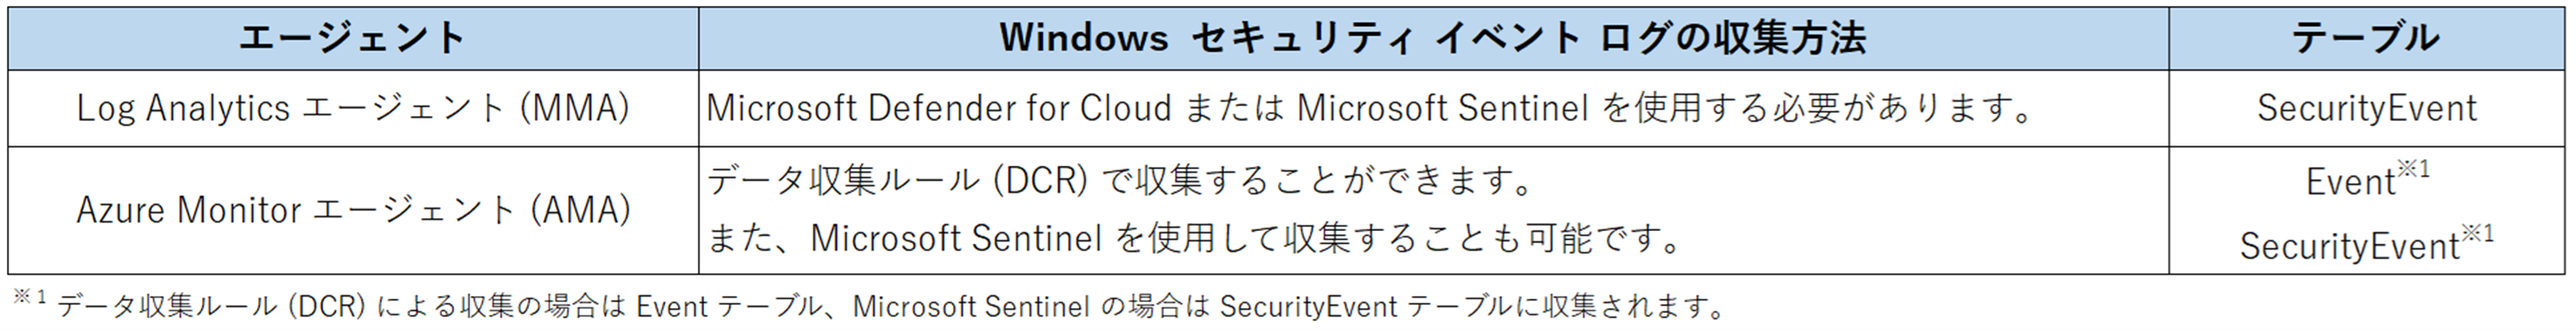 エージェント
Windows セキュリティ イベント ログの収集方法
テーブル
Log Analytics エージェント (MMA)
Microsoft Defender for Cloud または Microsoft Sentinel を使用する必要があります。
SecurityEvent
Azure Monitor エージェント (AMA)
データ収集ルール (DCR) で収集することができます。
また、Microsoft Sentinel を使用して収集することも可能です。
Event※1
SecurityEvent※1
※1 データ収集ルール (DCR) による収集の場合は Event テーブル、Microsoft Sentinel の場合は SecurityEvent テーブルに収集されます。